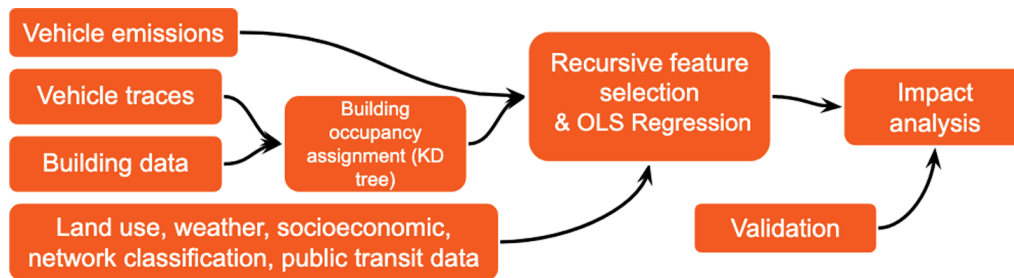 Vehicle emissions
Vehicle traces
Building data
Building
occupancy
assignment (KD
tree)
Land use, weather, socioeconomic,
network classification, public transit data
Recursive feature
selection
& OLS Regression
Impact
analysis
Validation